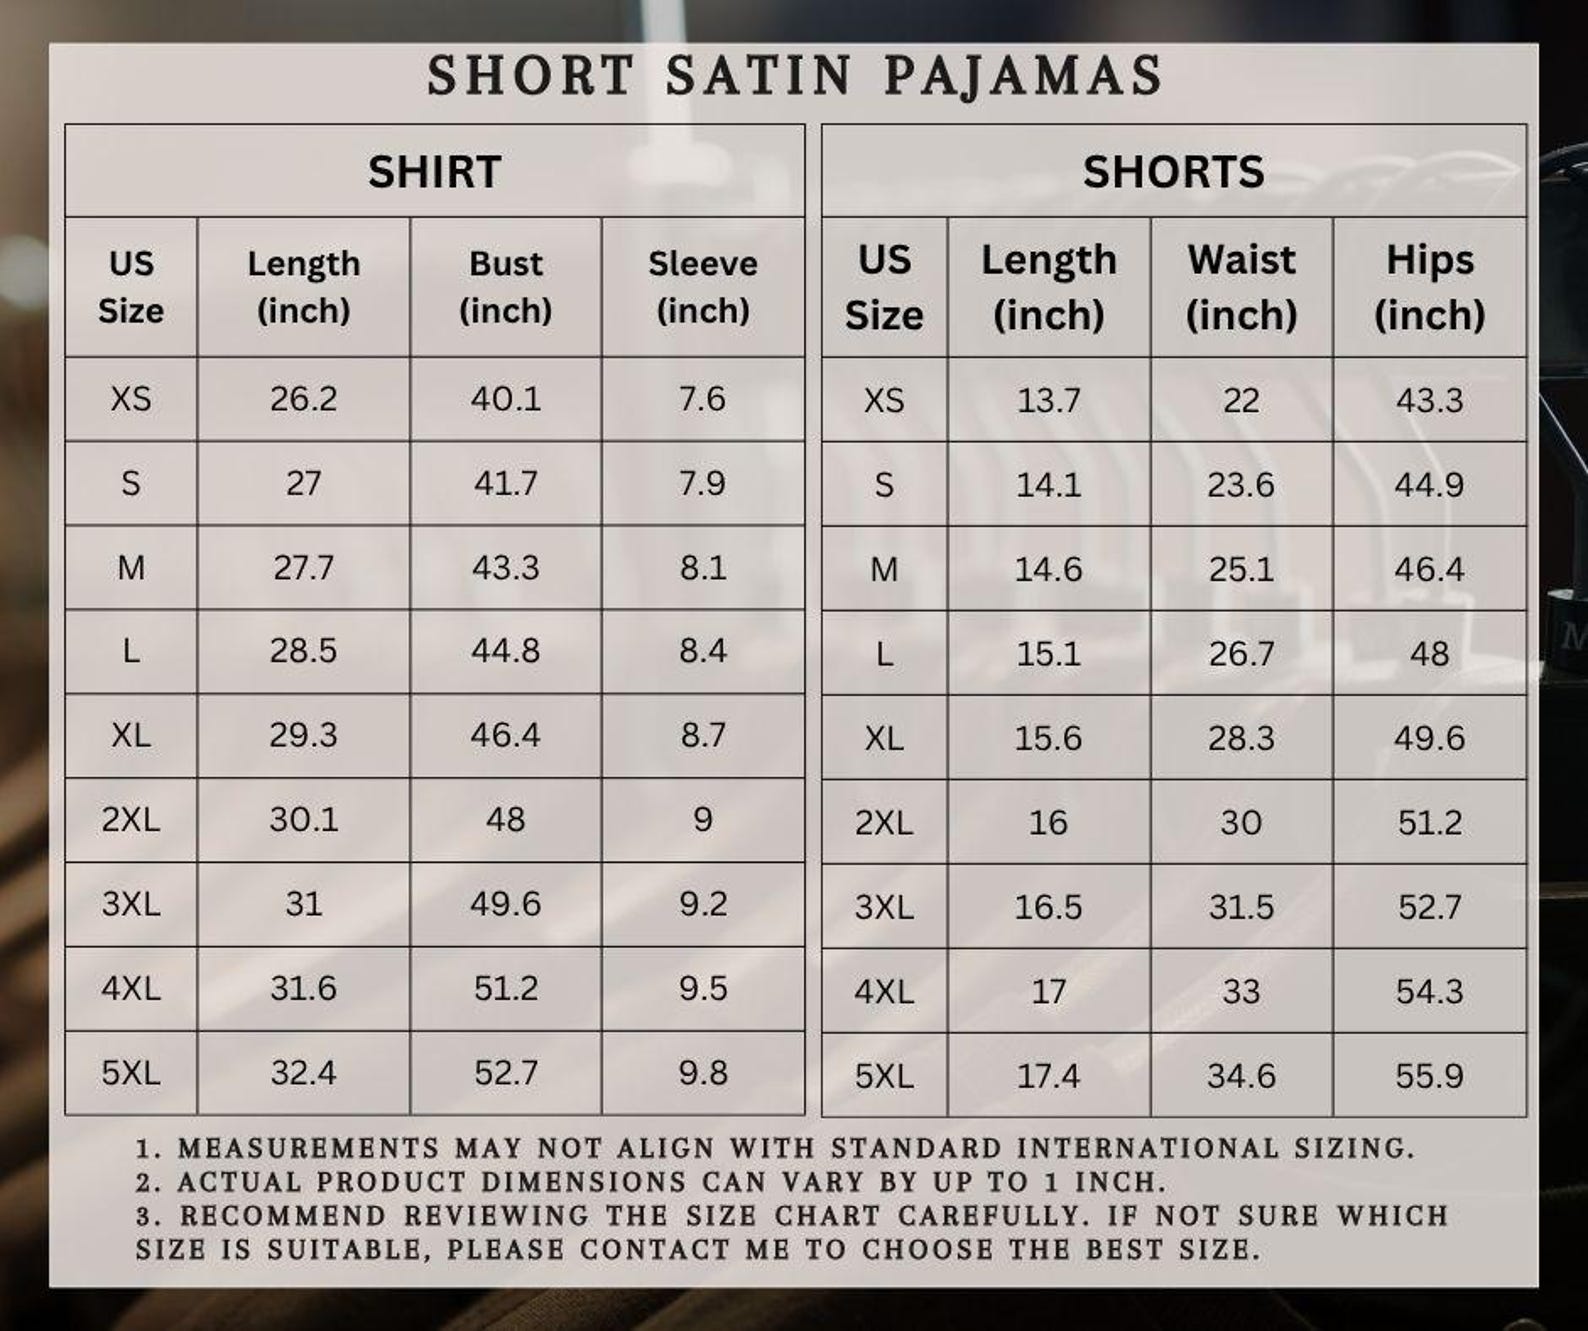 SHORT SATIN PAJAMAS
SHIRT
US Size Length (inch) Bust (inch) Sleeve (inch)
XS 26.2 40.1 7.6
S 27 41.7 7.9
M 27.7 43.3 8.1
L 28.5 44.8 8.4
XL 29.3 46.4 8.7
2XL 30.1 48 9
3XL 31 49.6 9.2
4XL 31.6 51.2 9.5
5XL 32.4 52.7 9.8
SHORTS
US Size Length (inch) Waist (inch) Hips (inch)
XS 13.7 22 43.3
S 14.1 23.6 44.9
M 14.6 25.1 46.4
L 15.1 26.7 48
XL 15.6 28.3 49.6
2XL 16 30 51.2
3XL 16.5 31.5 52.7
4XL 17 33 54.3
5XL 17.4 34.6 55.9
1. MEASUREMENTS MAY NOT ALIGN WITH STANDARD INTERNATIONAL SIZING.
2. ACTUAL PRODUCT DIMENSIONS CAN VARY BY UP TO 1 INCH.
3. RECOMMEND REVIEWING THE SIZE CHART CAREFULLY. IF NOT SURE WHICH
SIZE IS SUITABLE, PLEASE CONTACT ME TO CHOOSE THE BEST SIZE.